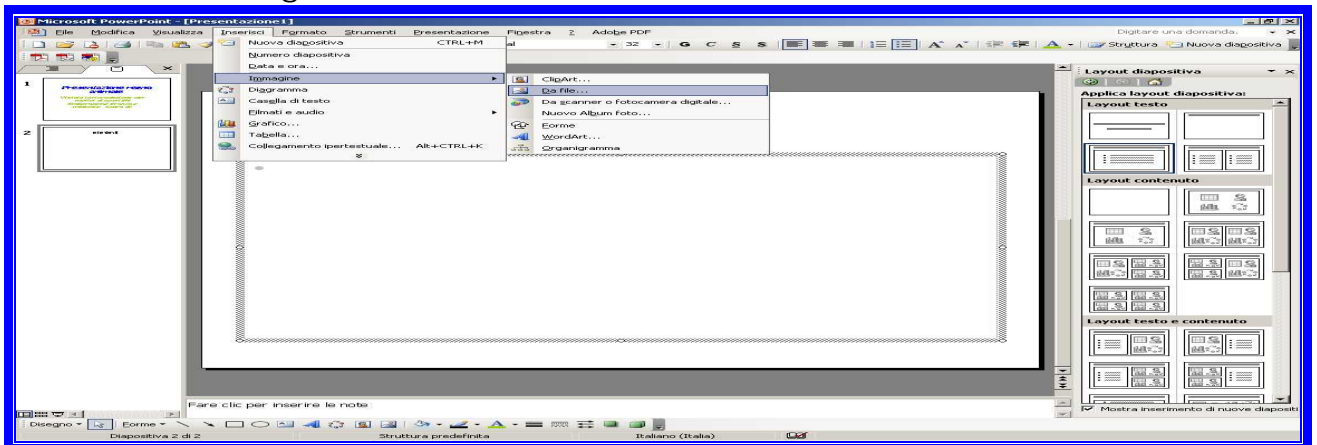 Microsoft PowerPoint - [Presentazione1]
File Modifica Visualizza Inserisci Formato Strumenti Presentazione Finestra ? Adobe PDF
Digitare una domanda.
32
G C S S
Struttura
Nuova diapositiva
Nuova diapositiva CTRL+M
Numero diapositiva
Data e ora...
Immagine
Diagramma
Casella di testo
Filmati e audio
Grafico...
Tabella...
Collegamento ipertestuale... Alt+CTRL+K
ClipArt...
Da file...
Da scanner o fotocamera digitale...
Nuovo Album foto...
Forme
WordArt...
Organigramma
1
2
Layout diapositiva
Applica layout diapositiva:
Layout testo
Layout contenuto
Layout testo e contenuto
Mostra inserimento di nuove diapositi
Fare clic per inserire le note
Disegno
Forme
Diapositiva 2 di 2
Struttura predefinita
Italiano (Italia)